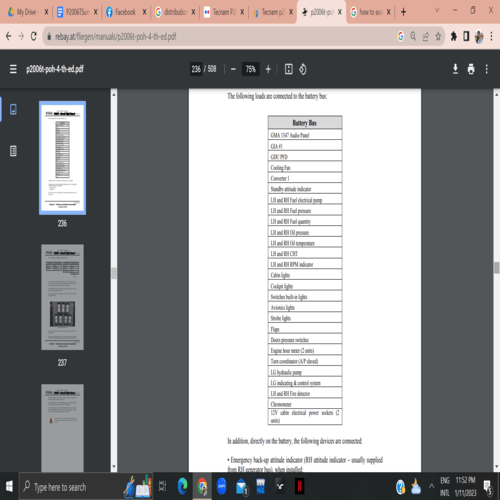 My Drive -
P2006TSum
Facebook
distribution
Tecnam P2
Tecnam p2
p2006t-poh
how to see
rebay.at/fliegen/manuals/p2006t-poh-4-th-ed.pdf
p2006t-poh-4-th-ed.pdf
236 / 508
75%
The following loads are connected to the battery bus:
Battery Bus
GMA 1347 Audio Panel
GIA #1
GDU PFD
Cooling Fan
Converter 1
Standby attitude indicator
LH and RH Fuel electrical pump
LH and RH Fuel pressure
LH and RH Fuel quantity
LH and RH Oil pressure
LH and RH Oil temperature
LH and RH CHT
LH and RH RPM indicator
Cabin lights
Cockpit lights
Switches built-in lights
Avionics lights
Strobe lights
Flaps
Doors pressure switches
Engine hour meter (2 units)
Turn coordinator (A/P slaved)
LG hydraulic pump
LG indicating & control system
LH and RH Fire detector
Chronometer
12V cabin electrical power sockets (2
units)
In addition, directly on the battery, the following devices are connected:
• Emergency back-up attitude indicator (RH attitude indicator – usually supplied
from RH generator bus), when installed;
236
237
Type here to search
ENG
INTL
11:52 PM
1/11/2023